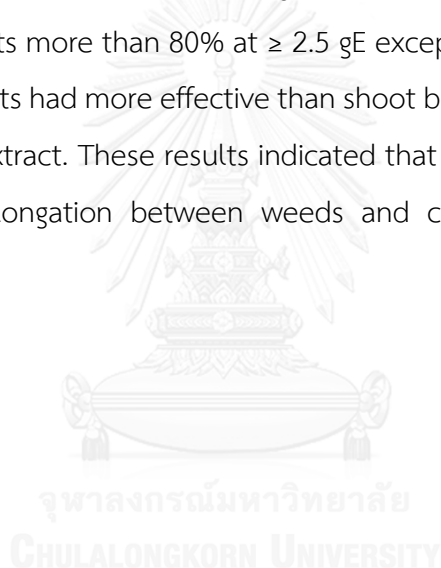 ts more than 80% at ≥ 2.5 gE excep
ts had more effective than shoot b
xtract. These results indicated that
longation between weeds and c
จุฬาลงกรณ์มหาวิทยาลัย
CHULALONGKORN UNIVERSITY